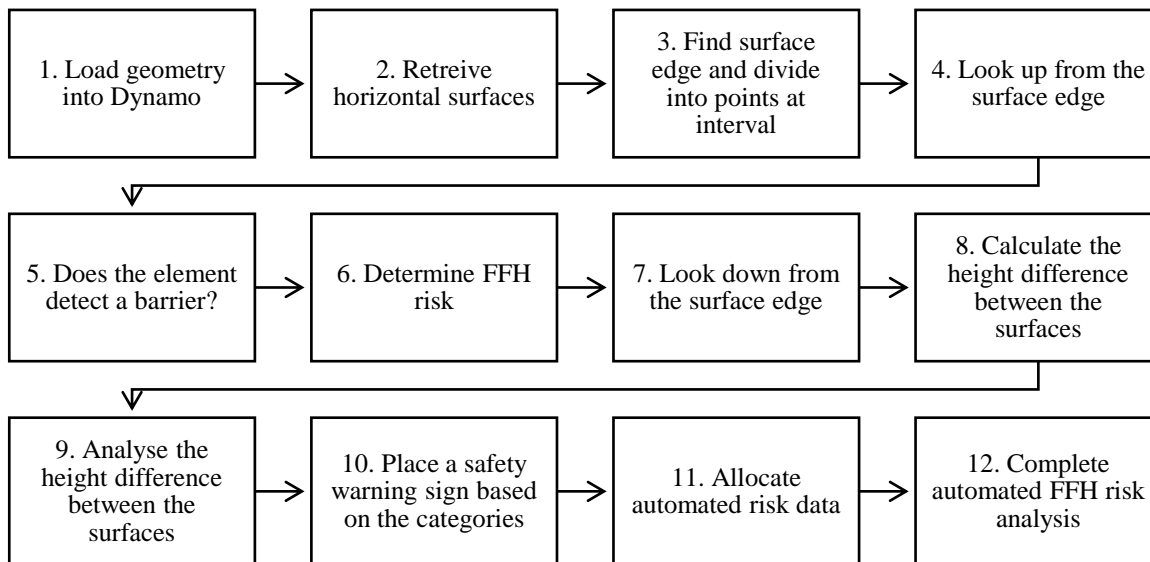 1. Load geometry
into Dynamo
2. Retreive
horizontal surfaces
3. Find surface
edge and divide
into points at
interval
4. Look up from the
surface edge
5. Does the element
detect a barrier?
6. Determine FFH
risk
7. Look down from
the surface edge
8. Calculate the
height difference
between the
surfaces
9. Analyse the
height difference
between the
surfaces
10. Place a safety
warning sign based
on the categories
11. Allocate
automated risk data
12. Complete
automated FFH risk
analysis